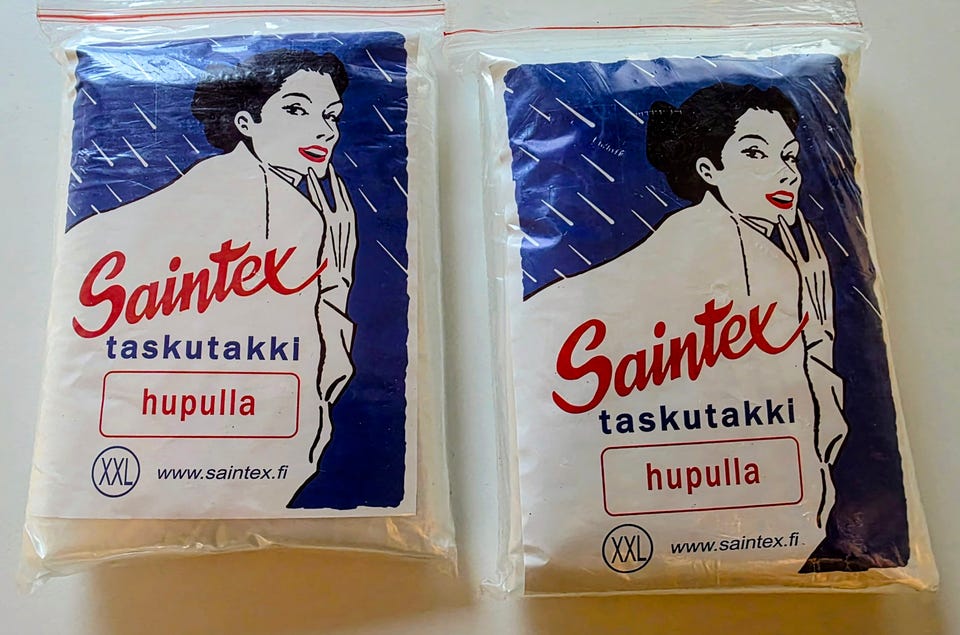 Saintex
taskutakki
hupulla
XXL www.saintex.fi
Saintex
taskutakki
hupulla
XXL www.saintex.fi